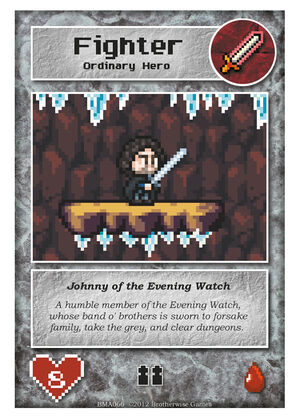 Fighter
Ordinary Hero
Johnny of the Evening Watch
A humble member of the Evening Watch,
whose band o' brothers is sworn to forsake
family, take the grey, and clear dungeons.
8
BMA066 ©2012 Brotherwise Games